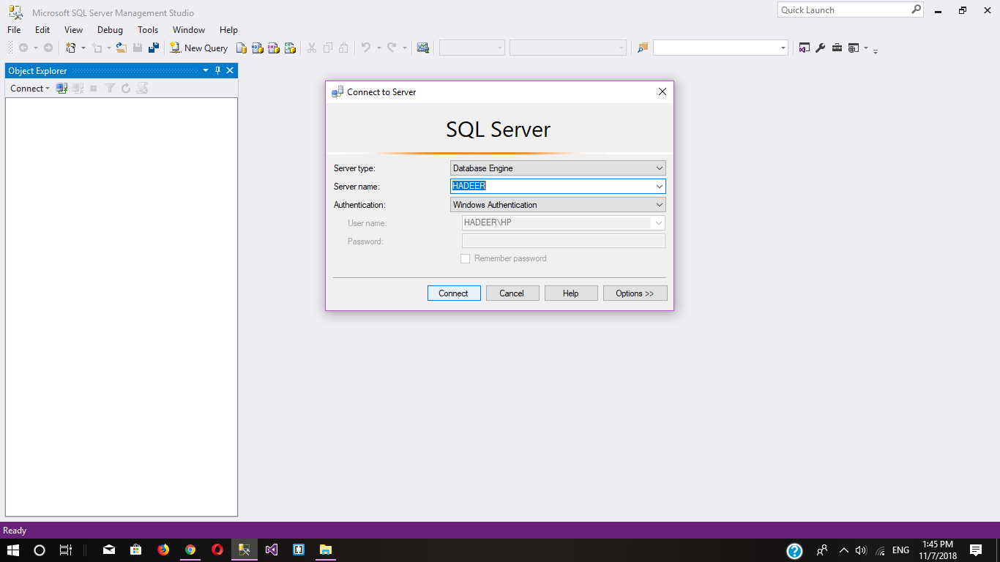 Microsoft SQL Server Management Studio
Quick Launch
File Edit View Debug Tools Window Help
New Query
Object Explorer
Connect
Connect to Server
SQL Server
Server type: Database Engine
Server name: HADEER
Authentication: Windows Authentication
User name: HADEER\HP
Password:
Remember password
Connect Cancel Help Options >>
Ready
ENG
1:45 PM
11/7/2018